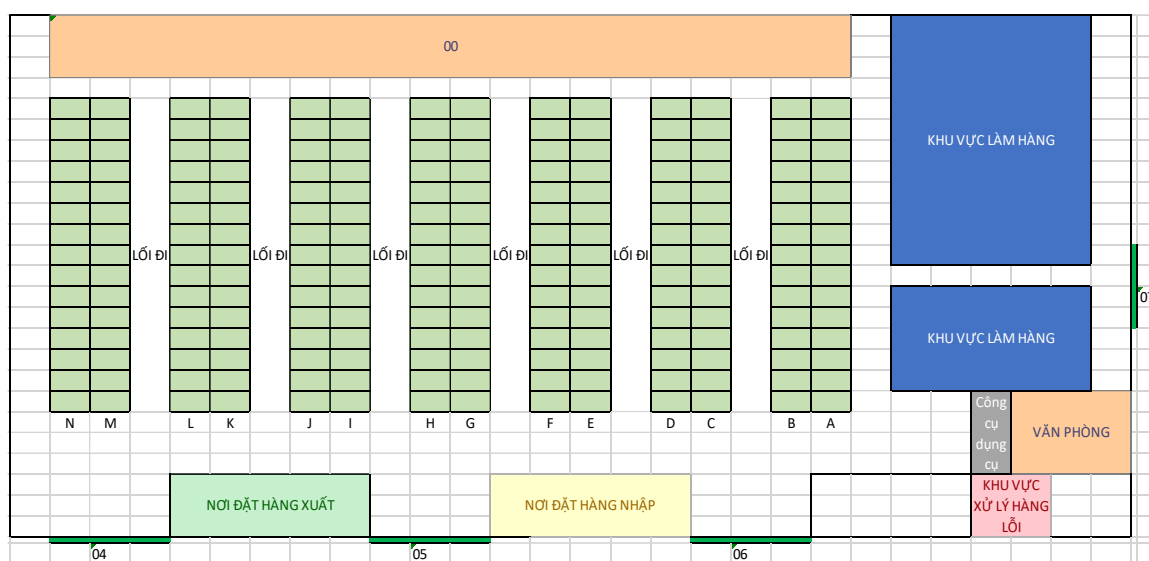 00
KHU VỰC LÀM HÀNG
LỐI ĐI
LỐI ĐI
LỐI ĐI
LỐI ĐI
LỐI ĐI
LỐI ĐI
KHU VỰC LÀM HÀNG
N M L K J I H G F E D C B A
Công
cụ
dụng
cụ
VĂN PHÒNG
NƠI ĐẶT HÀNG XUẤT
NƠI ĐẶT HÀNG NHẬP
KHU VỰC
XỬ LÝ HÀNG
LỖI
04
05
06